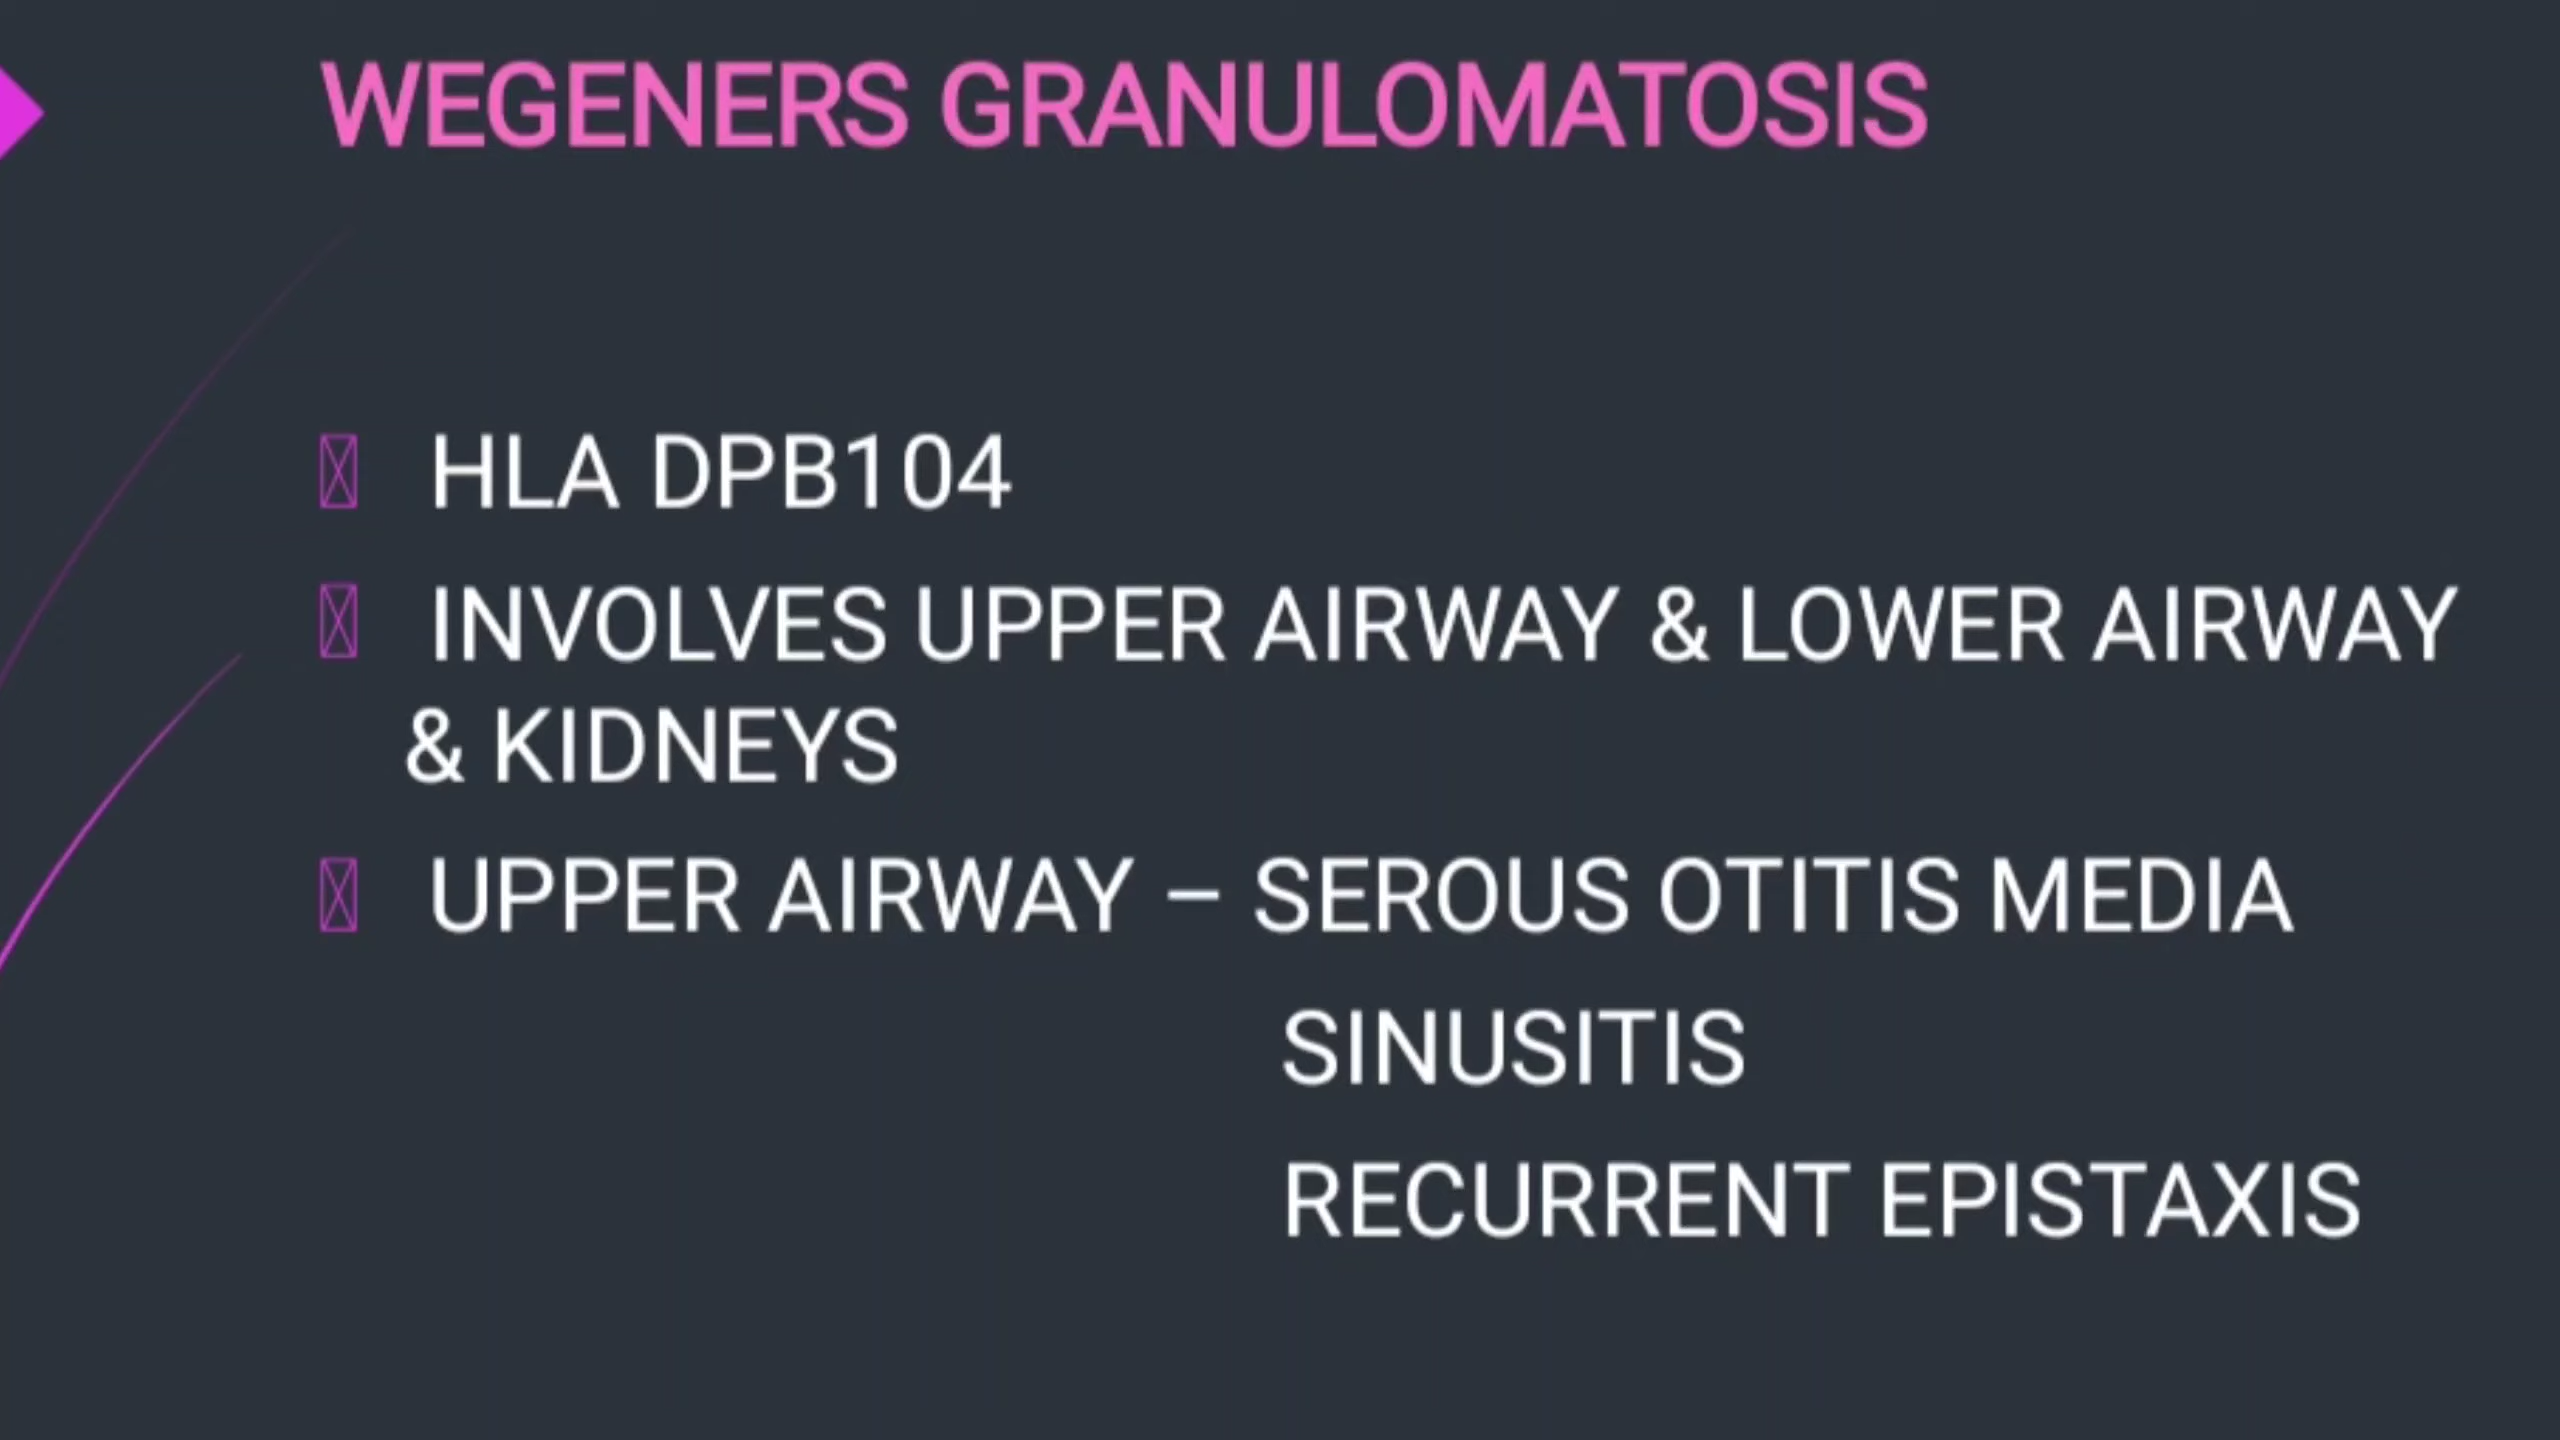 WEGENERS GRANULOMATOSIS
HLA DPB104
INVOLVES UPPER AIRWAY & LOWER AIRWAY
& KIDNEYS
UPPER AIRWAY – SEROUS OTITIS MEDIA
SINUSITIS
RECURRENT EPISTAXIS